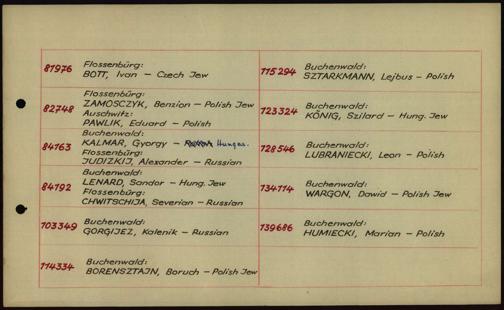 81976
Flossenbürg:
BOTT, Ivan – Czech Jew
82748
Flossenbürg:
ZAMOSCZYK, Benzion – Polish Jew
Auschwitz:
PAWLIK, Eduard – Polish
84163
Buchenwald:
KALMAR, Gyorgy – Hungar.
Flossenbürg:
JUDIZKIJ, Alexander – Russian
84192
Buchenwald:
LENARD, Sandor – Hung. Jew
Flossenbürg:
CHWITSCHIJA, Severian – Russian
103349
Buchenwald:
GORGIJEZ, Kalenik – Russian
114334
Buchenwald:
BORENSZTAJN, Boruch – Polish Jew
115294
Buchenwald:
SZTARKMANN, Lejbus – Polish
123324
Buchenwald:
KÖNIG, Szilard – Hung. Jew
128546
Buchenwald:
LUBRANIECKI, Leon – Polish
134114
Buchenwald:
WARGON, Dawid – Polish Jew
139686
Buchenwald:
HUMIECKI, Marian – Polish